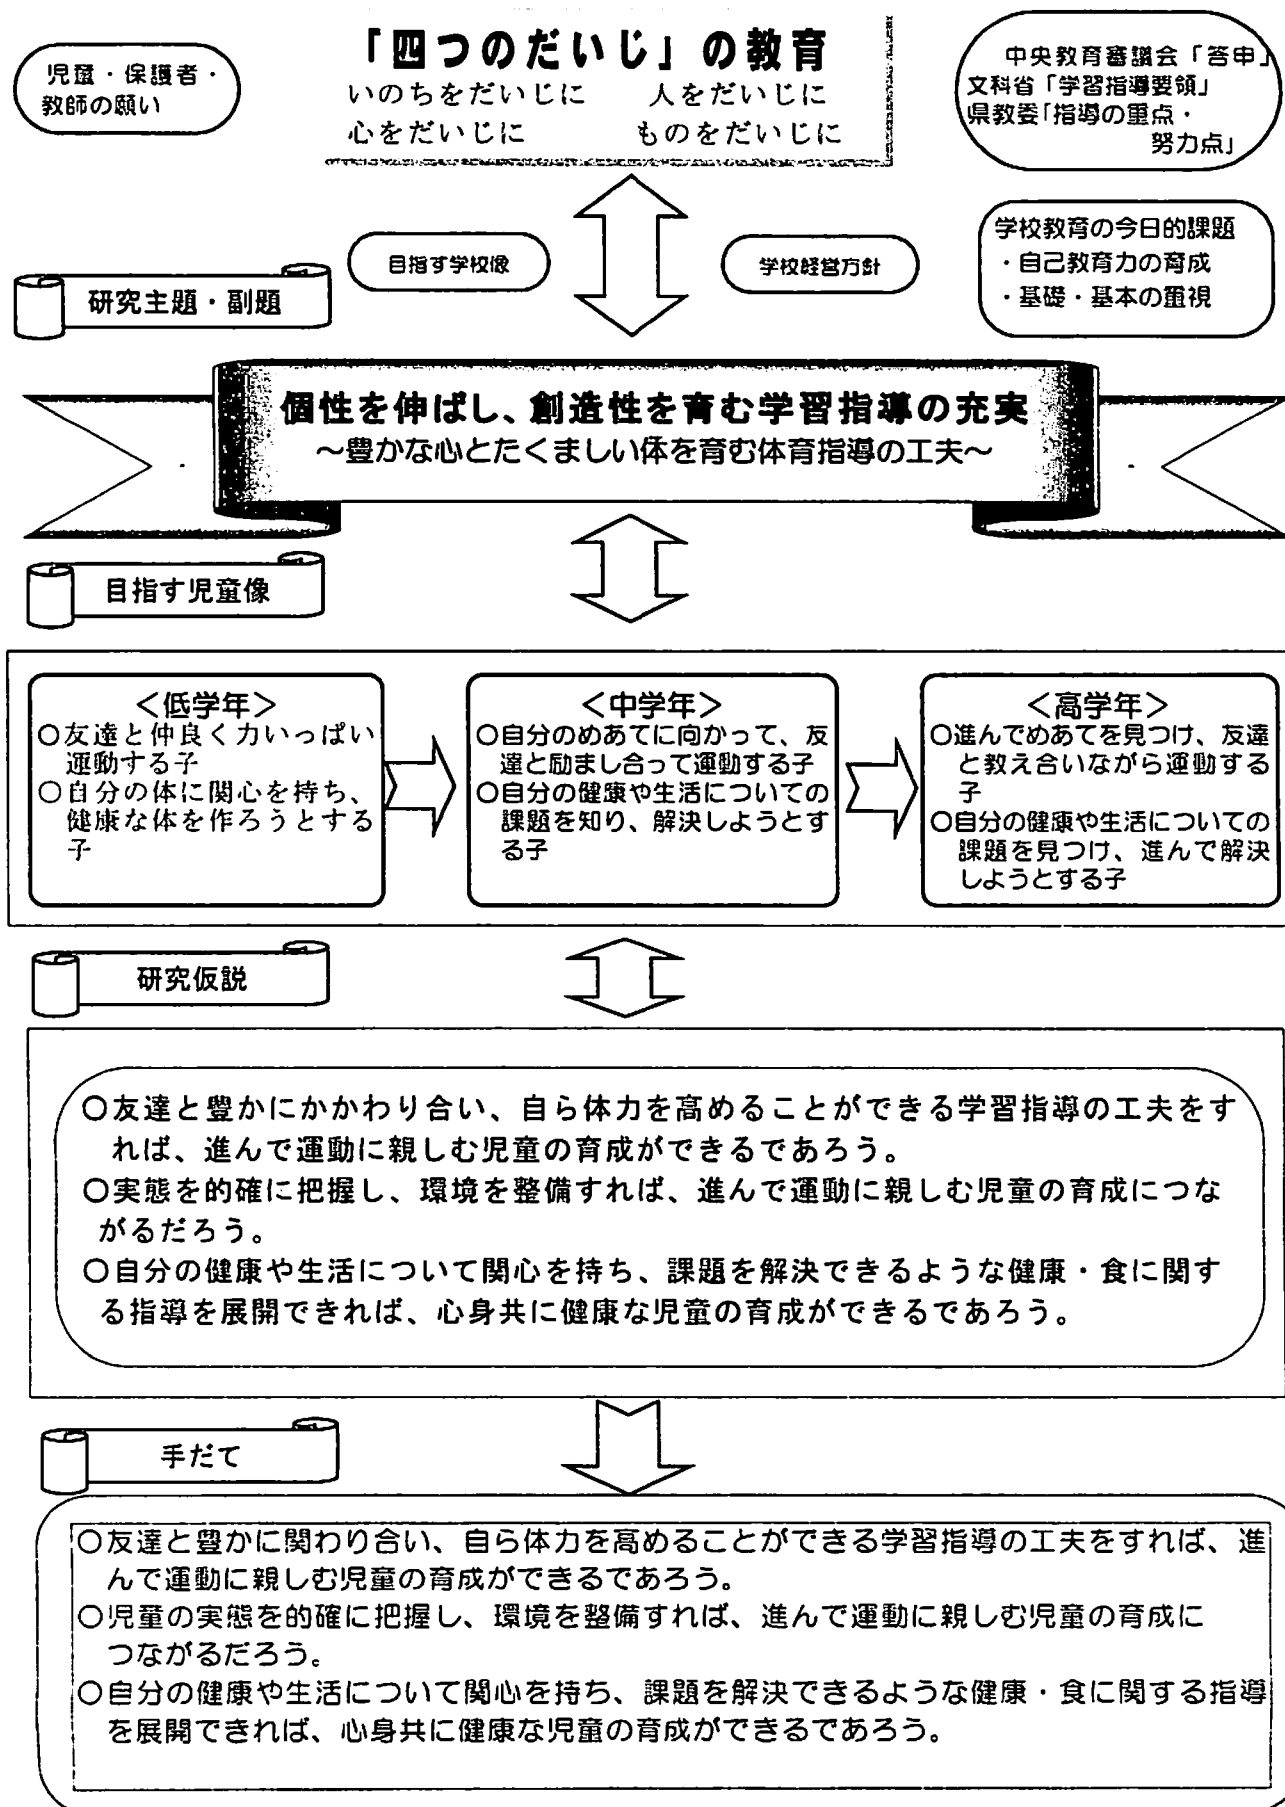 「四つのだいじ」の教育
いのちをだいじに　人をだいじに
心をだいじに　ものをだいじに
児童・保護者・
教師の願い
中央教育審議会「答申」
文科省「学習指導要領」
県教委「指導の重点・
努力点」
目指す学校像
学校経営方針
学校教育の今日的課題
・自己教育力の育成
・基礎・基本の重視
研究主題・副題
個性を伸ばし、創造性を育む学習指導の充実
～豊かな心とたくましい体を育む体育指導の工夫～
目指す児童像
＜低学年＞
○友達と仲良く力いっぱい
運動する子
○自分の体に関心を持ち、
健康な体を作ろうとする
子
＜中学年＞
○自分のめあてに向かって、友
達と励まし合って運動する子
○自分の健康や生活についての
課題を知り、解決しようとす
る子
＜高学年＞
○進んでめあてを見つけ、友達
と教え合いながら運動する
子
○自分の健康や生活についての
課題を見つけ、進んで解決
しようとする子
研究仮説
○友達と豊かにかかわり合い、自ら体力を高めることができる学習指導の工夫をす
れば、進んで運動に親しむ児童の育成ができるであろう。
○実態を的確に把握し、環境を整備すれば、進んで運動に親しむ児童の育成につな
がるだろう。
○自分の健康や生活について関心を持ち、課題を解決できるような健康・食に関す
る指導を展開できれば、心身共に健康な児童の育成ができるであろう。
手だて
○友達と豊かに関わり合い、自ら体力を高めることができる学習指導の工夫をすれば、進
んで運動に親しむ児童の育成ができるであろう。
○児童の実態を的確に把握し、環境を整備すれば、進んで運動に親しむ児童の育成に
つながるだろう。
○自分の健康や生活について関心を持ち、課題を解決できるような健康・食に関する指導
を展開できれば、心身共に健康な児童の育成ができるであろう。